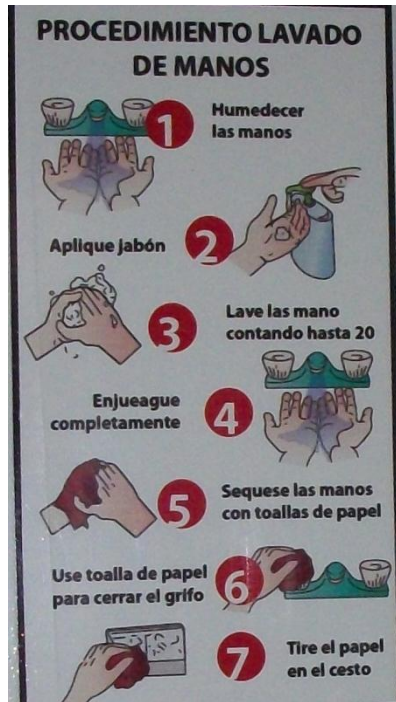 PROCEDIMIENTO LAVADO
DE MANOS
1
Humedecer
las manos
Aplique jabón
2
3
Lave las mano
contando hasta 20
Enjueague
completamente
4
5
Sequese las manos
con toallas de papel
Use toalla de papel
para cerrar el grifo
6
7
Tire el papel
en el cesto